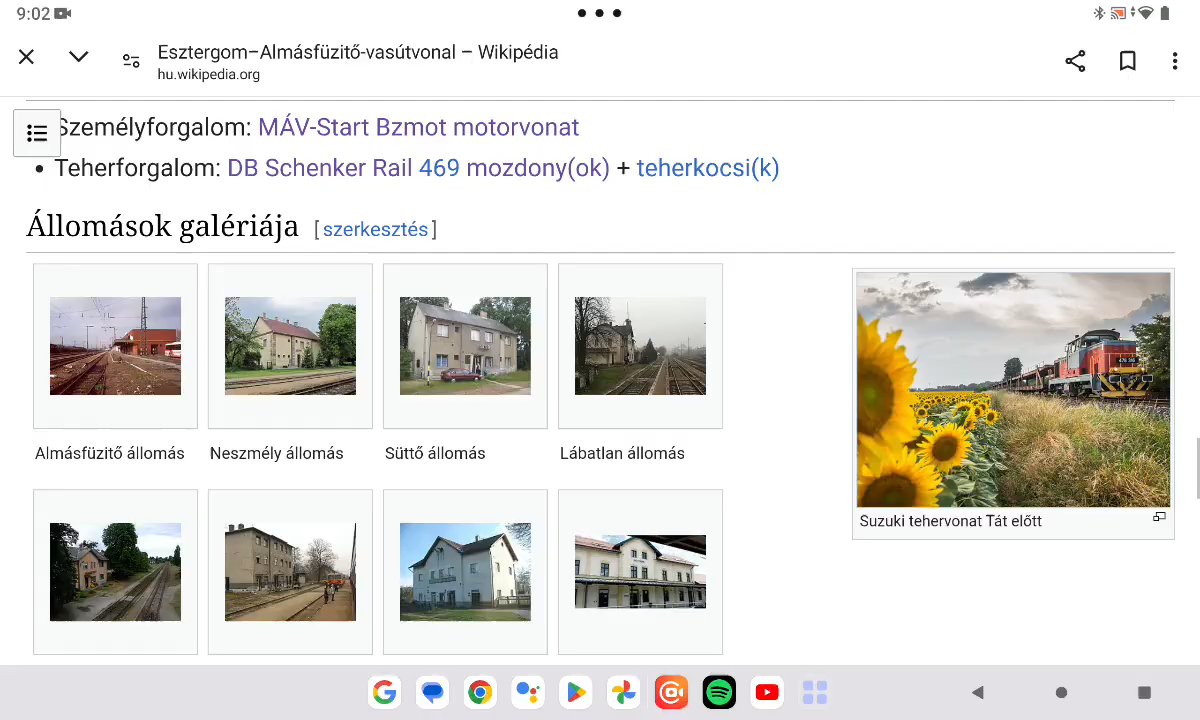 9:02
Esztergom–Almásfüzitő-vasútvonal – Wikipédia
hu.wikipedia.org
Személyforgalom: MÁV-Start Bzmot motorvonat
• Teherforgalom: DB Schenker Rail 469 mozdony(ok) + teherkocsi(k)
Állomások galériája [szerkesztés]
Almásfüzitő állomás
Neszmély állomás
Süttő állomás
Lábatlan állomás
Suzuki tehervonat Tát előtt